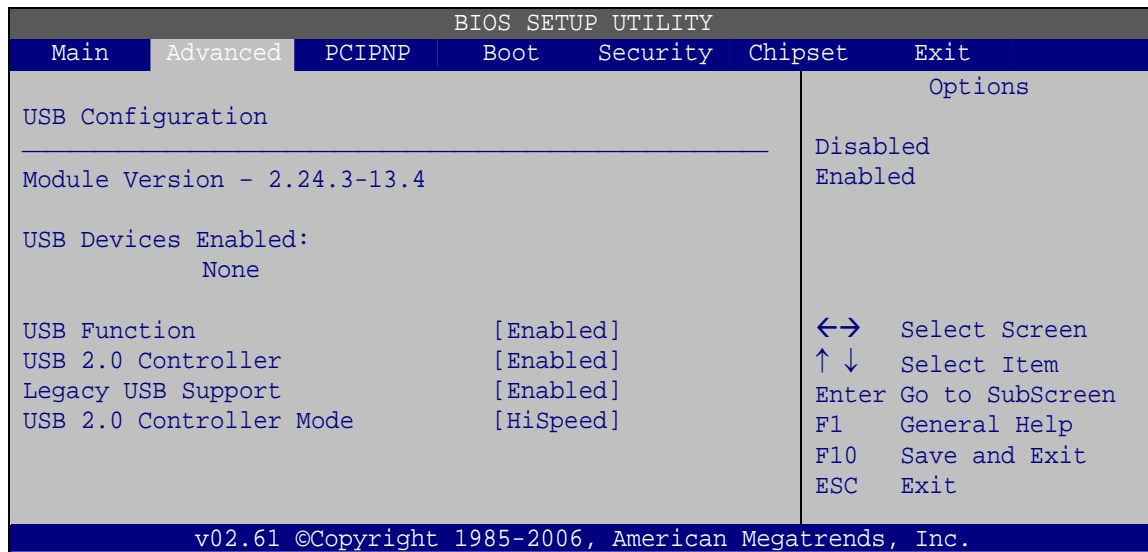 BIOS SETUP UTILITY
Main Advanced PCIPNP Boot Security Chipset Exit
USB Configuration
Module Version – 2.24.3-13.4
USB Devices Enabled:
None
USB Function [Enabled]
USB 2.0 Controller [Enabled]
Legacy USB Support [Enabled]
USB 2.0 Controller Mode [HiSpeed]
Options
Disabled
Enabled
←→ Select Screen
↑ ↓ Select Item
Enter Go to SubScreen
F1 General Help
F10 Save and Exit
ESC Exit
v02.61 ©Copyright 1985-2006, American Megatrends, Inc.